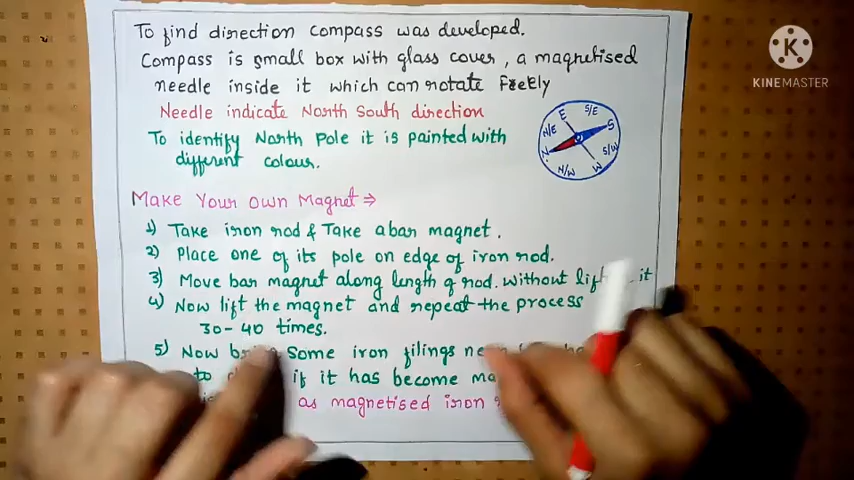 To find direction compass was developed.
Compass is small box with glass cover, a magnetised
needle inside it which can rotate freely
Needle indicate North South direction
To identify North Pole it is painted with
different colour.
N
N/E
E
S/E
S
S/W
W
N/W
Make Your Own Magnet ⇒
1) Take iron rod & Take a bar magnet.
2) Place one of its pole on edge of iron rod.
3) Move bar magnet along length of rod. without it
4) Now lift the magnet and repeat the process
30-40 times.
5) Now some iron filings
to if it has become
as magnetised iron
K
KINEMASTER